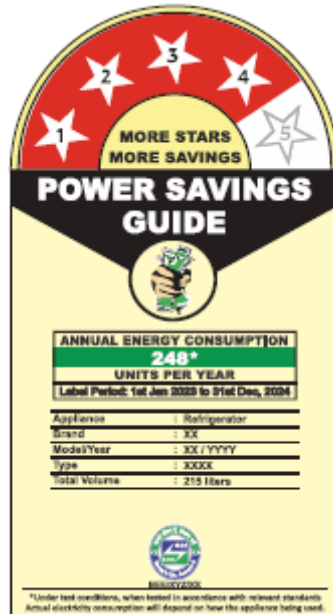 1 2 3 4 5
MORE STARS
MORE SAVINGS
POWER SAVINGS
GUIDE
ANNUAL ENERGY CONSUMPTION
248*
UNITS PER YEAR
Label Period: 1st Jan 2023 to 31st Dec, 2024
Appliance : Refrigerator
Brand : XX
Model/Year : XX / YYYY
Type : XXXX
Total Volume : 215 liters
*Under test conditions, when tested in accordance with relevant standards
Actual electricity consumption will depend on how the appliance being used.